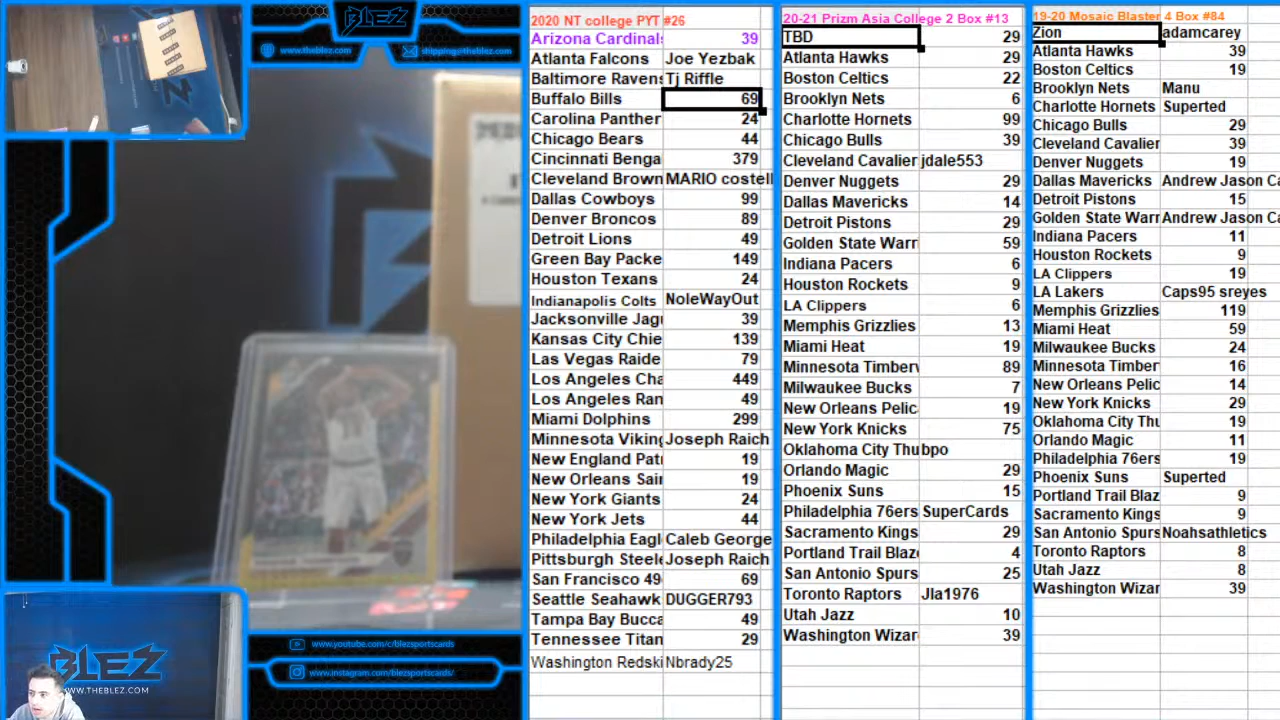 BLEZ
www.theblez.com
shipping@theblez.com
www.youtube.com/c/blezsportscards
www.instagram.com/blezsportscards/
BLEZ
WWW.THEBLEZ.COM
2020 NT college PYT #26
Arizona Cardinals 39
Atlanta Falcons Joe Yezbak
Baltimore Ravens Tj Riffle
Buffalo Bills 69
Carolina Panther 24
Chicago Bears 44
Cincinnati Benga 379
Cleveland Brown MARIO costell
Dallas Cowboys 99
Denver Broncos 89
Detroit Lions 49
Green Bay Packe 149
Houston Texans 24
Indianapolis Colts NoleWayOut
Jacksonville Jagu 39
Kansas City Chie 139
Las Vegas Raide 79
Los Angeles Cha 449
Los Angeles Ran 49
Miami Dolphins 299
Minnesota Viking Joseph Raich
New England Patr 19
New Orleans Sain 19
New York Giants 24
New York Jets 44
Philadelphia Eagl Caleb George
Pittsburgh Steele Joseph Raich
San Francisco 49 69
Seattle Seahawk DUGGER793
Tampa Bay Bucca 49
Tennessee Titan 29
Washington Redski Nbrady25
20-21 Prizm Asia College 2 Box #13
TBD 29
Atlanta Hawks 29
Boston Celtics 22
Brooklyn Nets 6
Charlotte Hornets 99
Chicago Bulls 39
Cleveland Cavalier jdale553
Denver Nuggets 29
Dallas Mavericks 14
Detroit Pistons 29
Golden State Warri 59
Indiana Pacers 6
Houston Rockets 9
LA Clippers 6
Memphis Grizzlies 13
Miami Heat 19
Minnesota Timberv 89
Milwaukee Bucks 7
New Orleans Pelic 19
New York Knicks 75
Oklahoma City Thu bpo
Orlando Magic 29
Phoenix Suns 15
Philadelphia 76ers SuperCards
Sacramento Kings 29
Portland Trail Blaze 4
San Antonio Spurs 25
Toronto Raptors Jla1976
Utah Jazz 10
Washington Wizar 39
19-20 Mosaic Blaster 4 Box #84
Zion adamcarey
Atlanta Hawks 39
Boston Celtics 19
Brooklyn Nets Manu
Charlotte Hornets Superted
Chicago Bulls 29
Cleveland Cavalier 39
Denver Nuggets 19
Dallas Mavericks Andrew Jason Ca
Detroit Pistons 15
Golden State Warr Andrew Jason Ca
Indiana Pacers 11
Houston Rockets 9
LA Clippers 19
LA Lakers Caps95 sreyes
Memphis Grizzlies 119
Miami Heat 59
Milwaukee Bucks 24
Minnesota Timber 16
New Orleans Pelic 14
New York Knicks 29
Oklahoma City Thu 19
Orlando Magic 11
Philadelphia 76ers 19
Phoenix Suns Superted
Portland Trail Blaz 9
Sacramento Kings 9
San Antonio Spurs Noahsathletics
Toronto Raptors 8
Utah Jazz 8
Washington Wizar 39